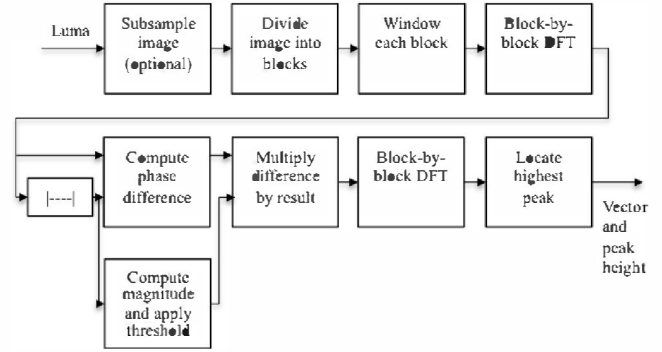 Luma
Subsample
image
(optional)
Divide
image into
blocks
Window
each block
Block-by-
block DFT
|----|
Compute
phase
difference
Multiply
difference
by result
Block-by-
block DFT
Locate
highest
peak
Vector
and
peak
height
Compute
magnitude
and apply
threshold